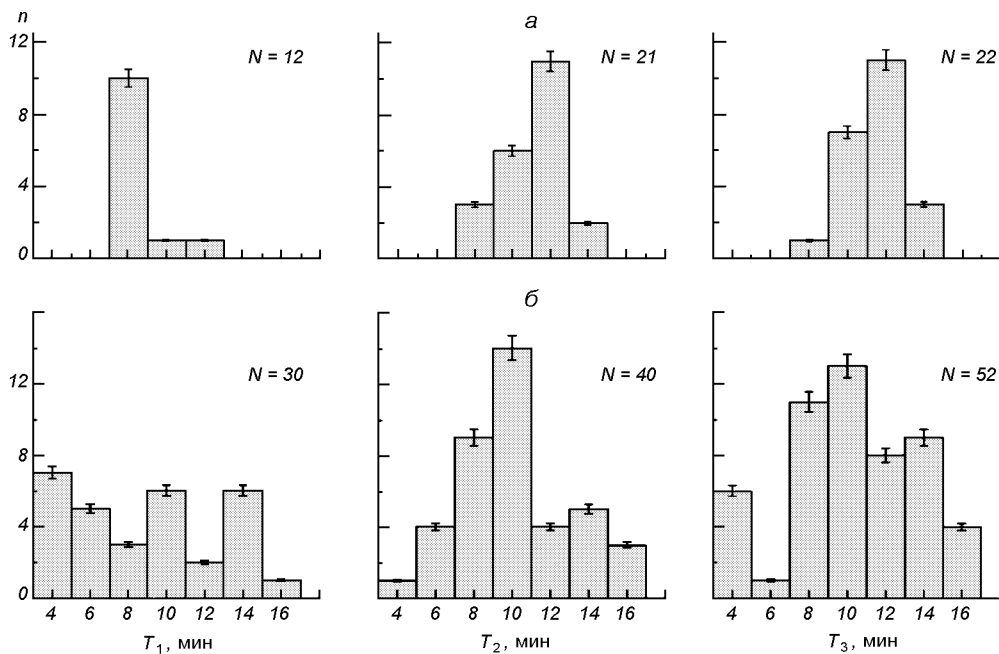 n
а
12
8
4
0
N = 12
N = 21
N = 22
б
12
8
4
0
N = 30
N = 40
N = 52
4 6 8 10 12 14 16
4 6 8 10 12 14 16
4 6 8 10 12 14 16
T1, мин
T2, мин
T3, мин